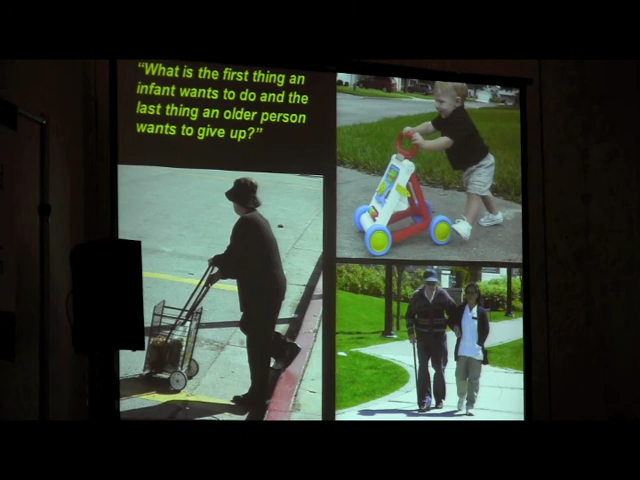 “What is the first thing an
infant wants to do and the
last thing an older person
wants to give up?”